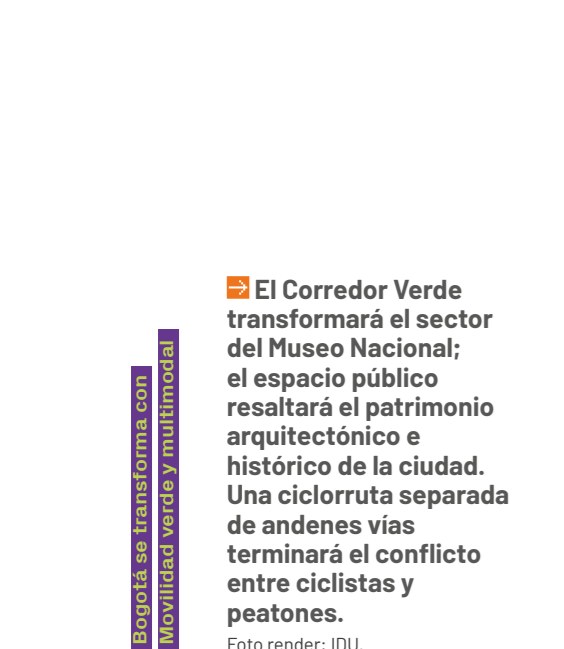 Bogotá se transforma con
Movilidad verde y multimodal
El Corredor Verde
transformará el sector
del Museo Nacional;
el espacio público
resaltará el patrimonio
arquitectónico e
histórico de la ciudad.
Una ciclorruta separada
de andenes vías
terminará el conflicto
entre ciclistas y
peatones.
Foto render: IDU.